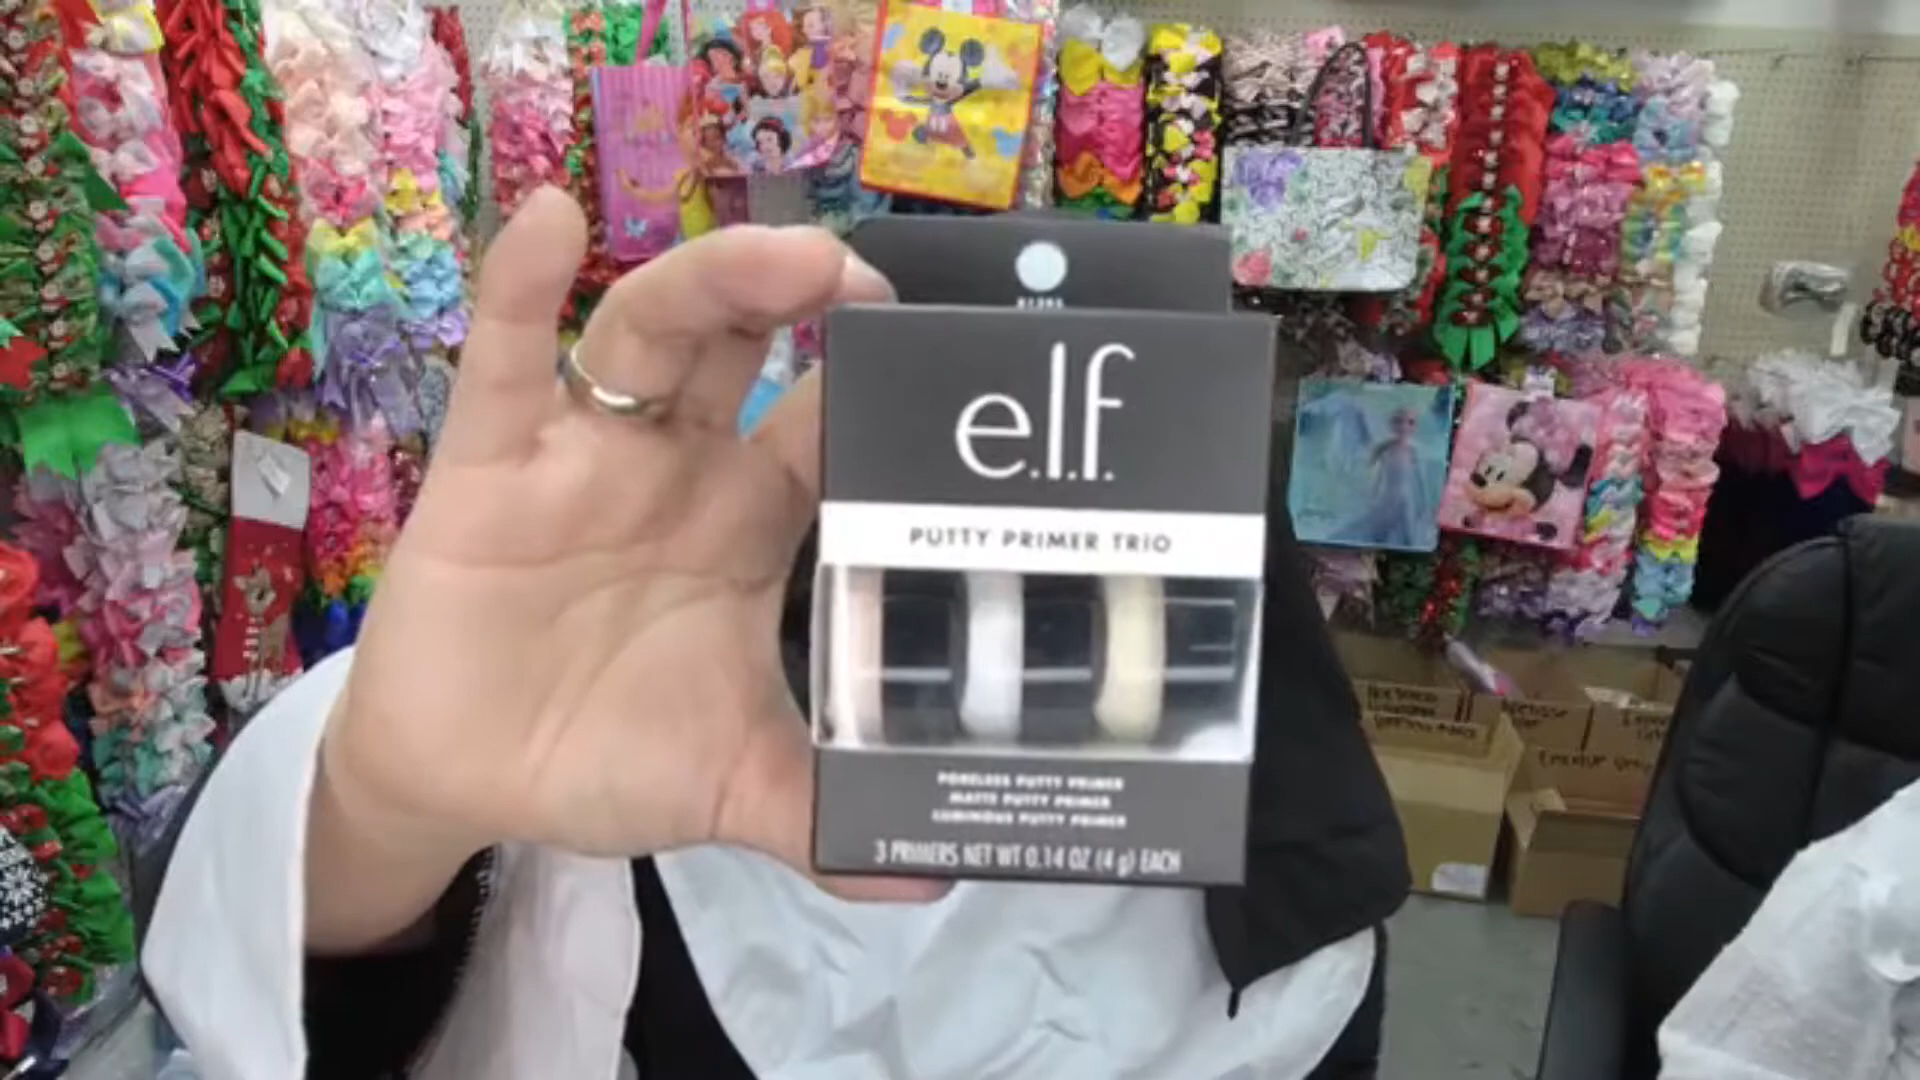 e.l.f.
PUTTY PRIMER TRIO
PORELESS PUTTY PRIMER
MATTE PUTTY PRIMER
LUMINOUS PUTTY PRIMER
3 PRIMERS NET WT 0.14 OZ (4 g) EACH